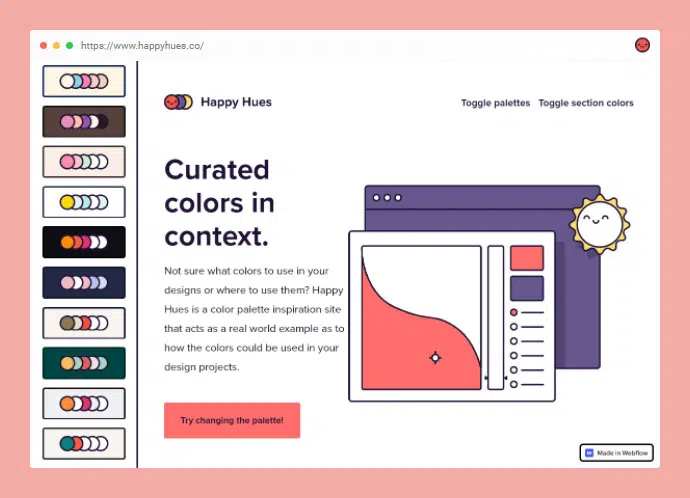 https://www.happyhues.co/
Happy Hues
Toggle palettes Toggle section colors
Curated
colors in
context.
Not sure what colors to use in your
designs or where to use them? Happy
Hues is a color palette inspiration site
that acts as a real world example as to
how the colors could be used in your
design projects.
Try changing the palette!
Made in Webflow